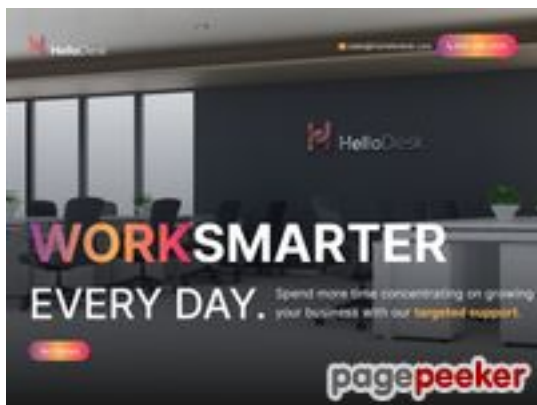 HelloDesk
HelloDesk
WORKSMARTER
EVERY DAY.
Spend more time concentrating on growing
your business with our targeted support.
pagepeeker